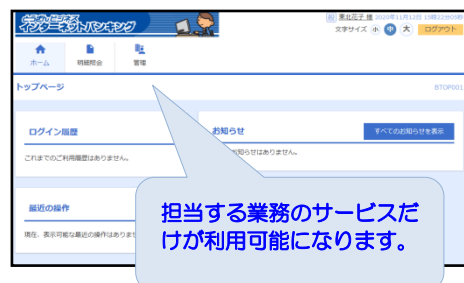 インターネットバンキング
東北花子 様 2020年11月12日 15時22分05秒
文字サイズ 小 中 大 ログアウト
ホーム 明細照会 管理
トップページ
BTOP001
ログイン履歴
お知らせ
すべてのお知らせを表示
これまでのご利用履歴はありません。
お知らせはありません。
最近の操作
現在、表示可能な最近の操作はありませ
担当する業務のサービスだ
けが利用可能になります。